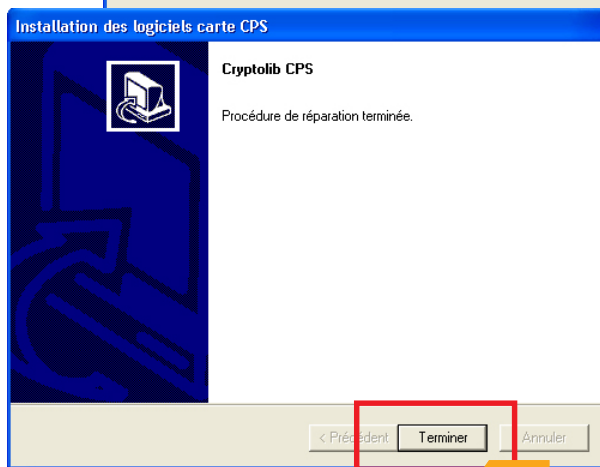 Installation des logiciels carte CPS
Cryptolib CPS
Procédure de réparation terminée.
< Précédent Terminer Annuler